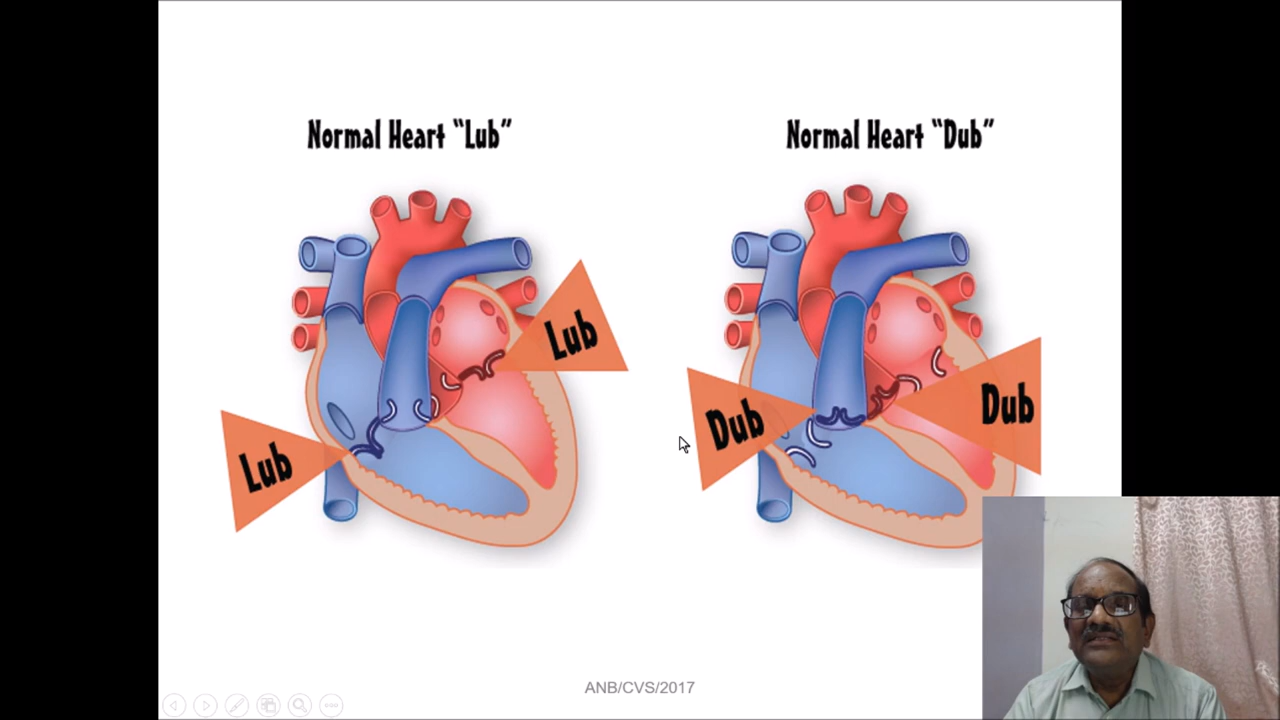 Normal Heart “Lub”
Normal Heart “Dub”
Lub
Lub
Dub
Dub
ANB/CVS/2017